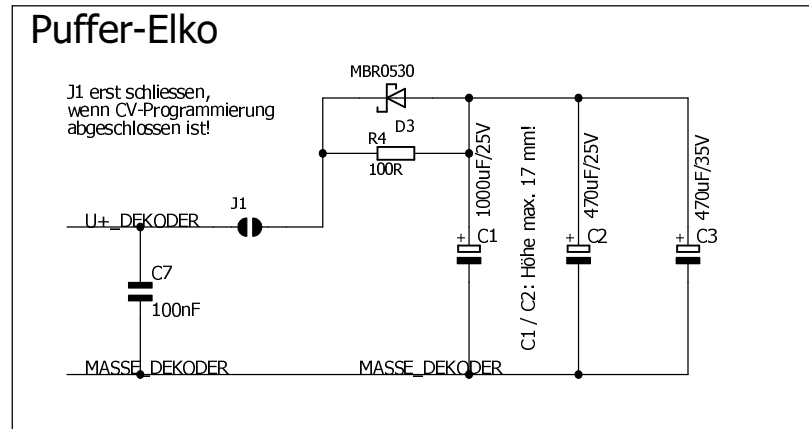 Puffer-Elko
J1 erst schliessen,
wenn CV-Programmierung
abgeschlossen ist!
MBR0530
D3
R4
100R
J1
U+_DEKODER
C7
100nF
MASSE_DEKODER
MASSE_DEKODER
1000uF/25V
+
C1
C1 / C2: Höhe max. 17 mm!
470uF/25V
+
C2
470uF/35V
+
C3